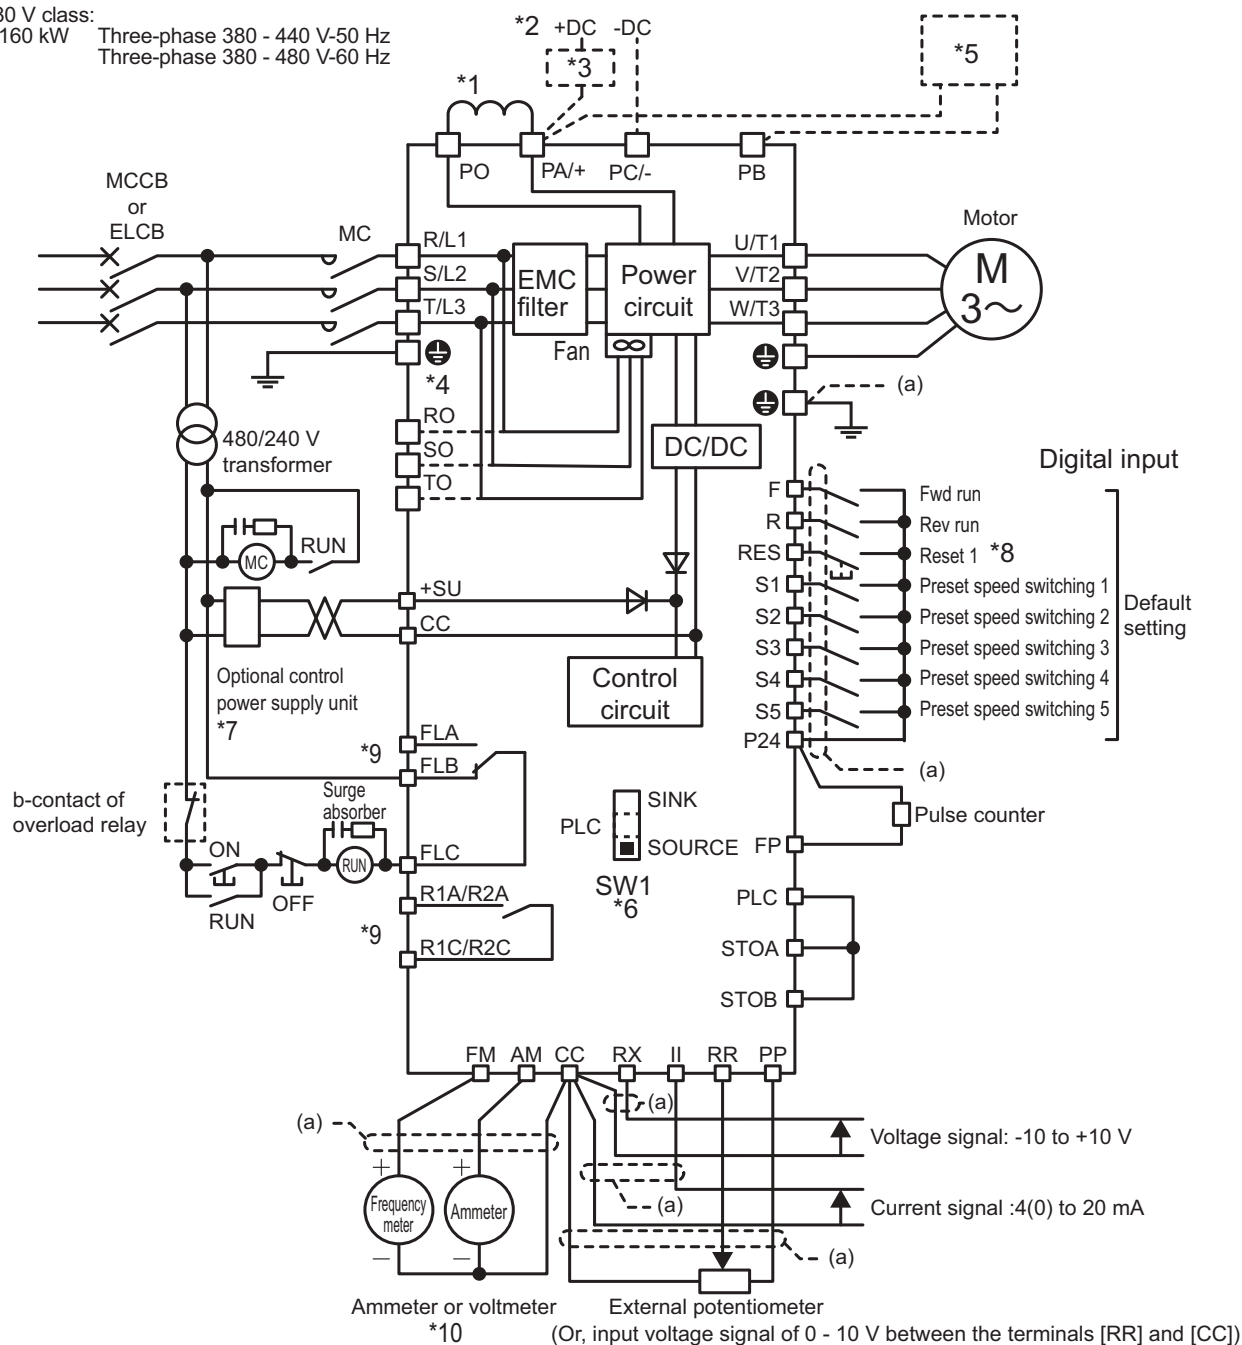 30 V class:
160 kW Three-phase 380 - 440 V-50 Hz
Three-phase 380 - 480 V-60 Hz
*2 +DC -DC
*3
*5
*1
PO PA/+ PC/- PB
MCCB
or
ELCB
MC
R/L1
S/L2
T/L3
EMC
filter
Power
circuit
Fan
U/T1
V/T2
W/T3
Motor
M
3～
*4
(a)
RO
SO
TO
480/240 V
transformer
DC/DC
Digital input
MC
RUN
F
R
RES
S1
S2
S3
S4
S5
P24
Fwd run
Rev run
Reset 1 *8
Preset speed switching 1
Preset speed switching 2
Preset speed switching 3
Preset speed switching 4
Preset speed switching 5
Default
setting
(a)
+SU
CC
Optional control
power supply unit
*7
Control
circuit
*9
FLA
FLB
FLC
b-contact of
overload relay
Surge
absorber
ON
OFF
RUN
RUN
PLC
SINK
SOURCE
SW1
*6
Pulse counter
FP
R1A/R2A
*9
R1C/R2C
PLC
STOA
STOB
FM AM CC RX II RR PP
(a)
(a)
(a)
(a)
Voltage signal: -10 to +10 V
Current signal :4(0) to 20 mA
+
+
Frequency
meter
Ammeter
−
−
Ammeter or voltmeter
*10
External potentiometer
(Or, input voltage signal of 0 - 10 V between the terminals [RR] and [CC])